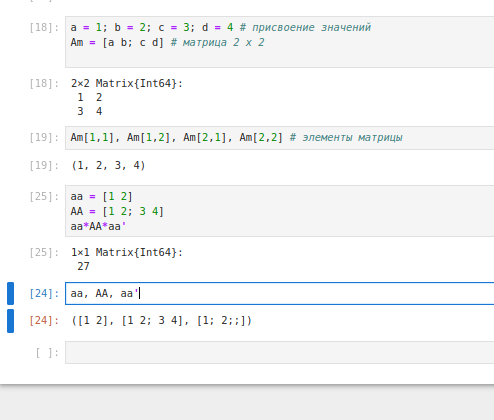 [18]: a = 1; b = 2; c = 3; d = 4 # присвоение значений
Am = [a b; c d] # матрица 2 x 2
[18]: 2×2 Matrix{Int64}:
1 2
3 4
[19]: Am[1,1], Am[1,2], Am[2,1], Am[2,2] # элементы матрицы
[19]: (1, 2, 3, 4)
[25]: aa = [1 2]
AA = [1 2; 3 4]
aa*AA*aa'
[25]: 1×1 Matrix{Int64}:
27
[24]: aa, AA, aa'
[24]: ([1 2], [1 2; 3 4], [1; 2;;])
[ ]: